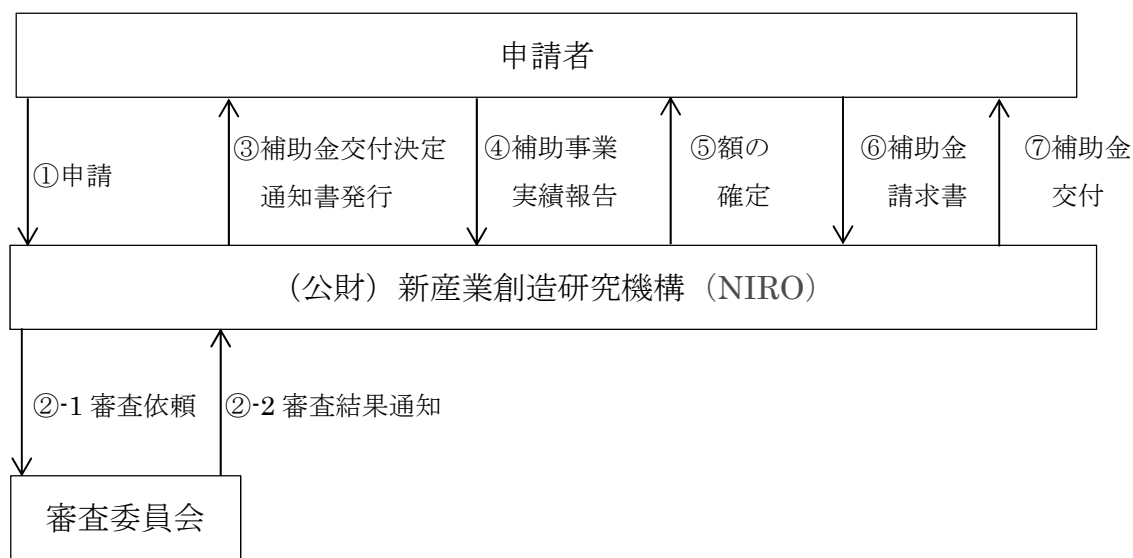 申請者
①申請
③補助金交付決定
通知書発行
④補助事業
実績報告
⑤額の
確定
⑥補助金
請求書
⑦補助金
交付
（公財）新産業創造研究機構（NIRO）
②-1 審査依頼
②-2 審査結果通知
審査委員会